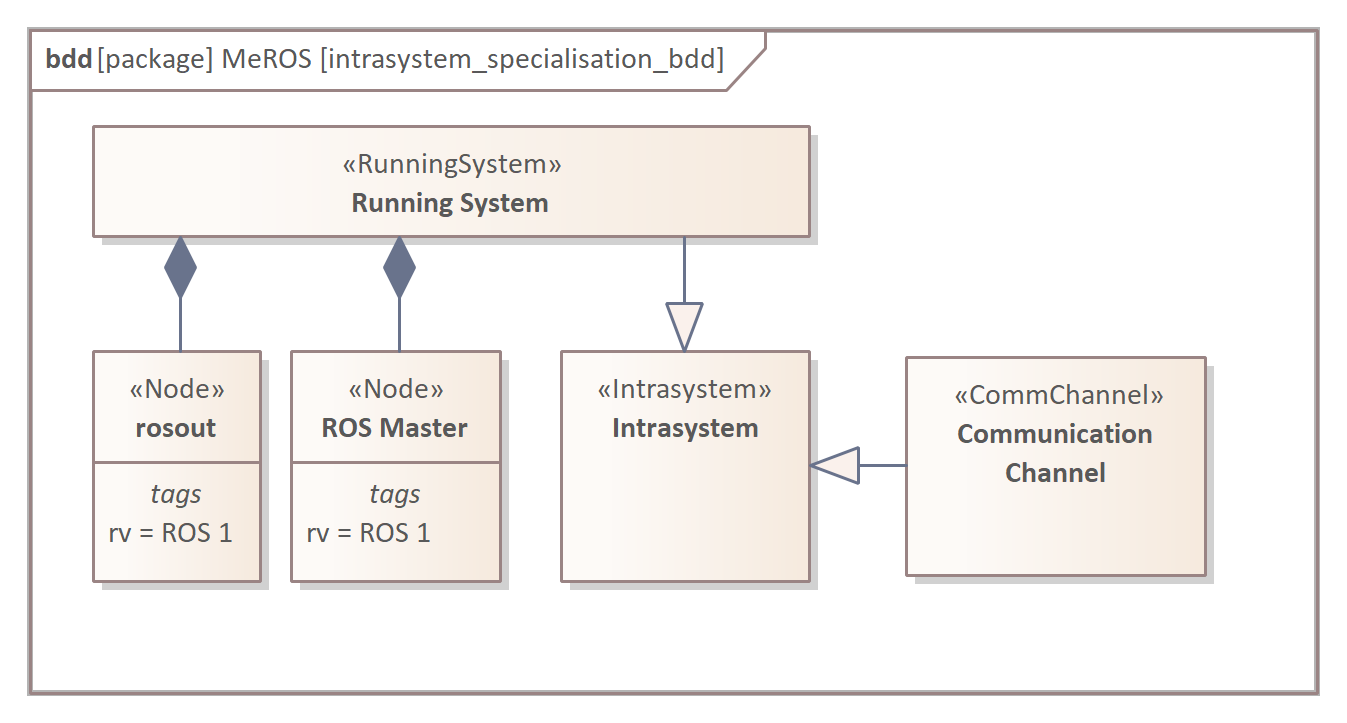 bdd [package] MeROS [intrasystem_specialisation_bdd]
«RunningSystem»
Running System
«Node»
rosout
tags
rv = ROS 1
«Node»
ROS Master
tags
rv = ROS 1
«Intrasystem»
Intrasystem
«CommChannel»
Communication
Channel